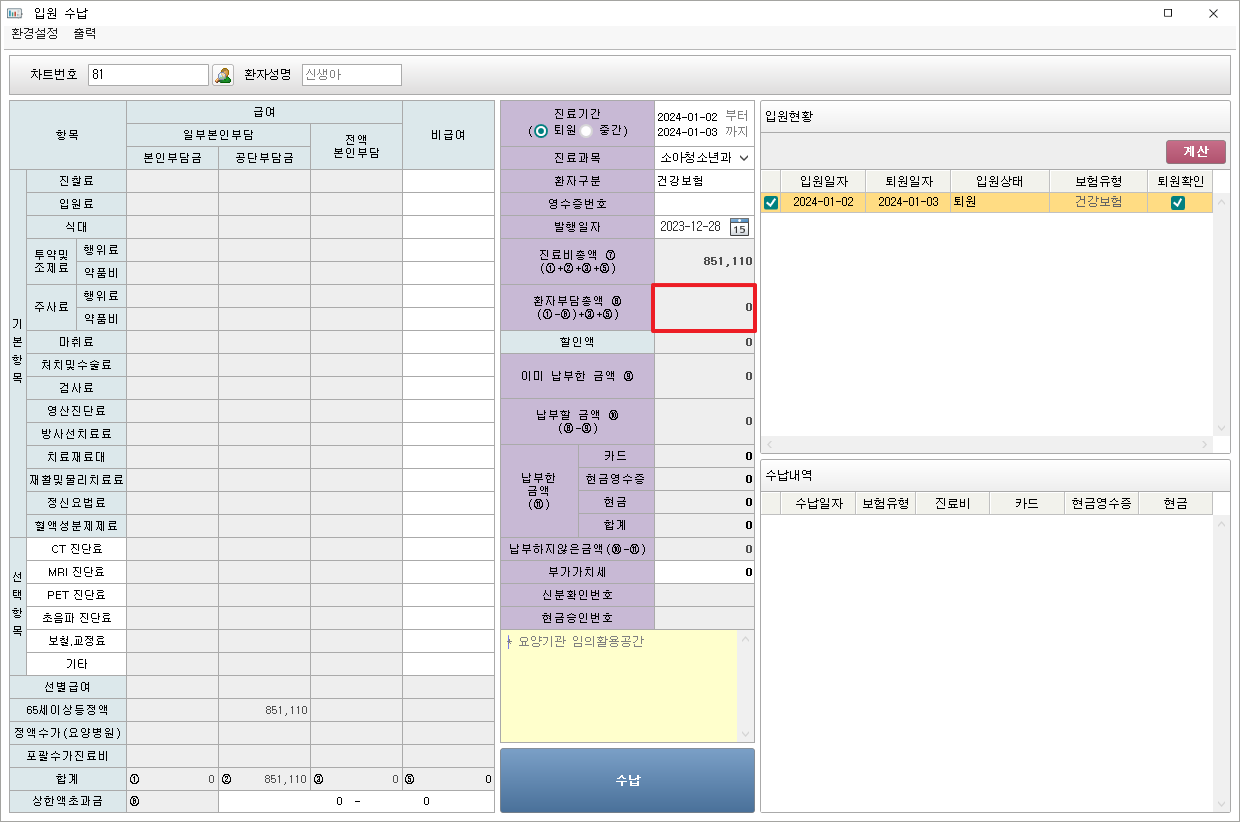 입원 수납
환경설정 출력
차트번호 81 환자성명 신생아
항목 급여 비급여
일부본인부담 전액
본인부담
본인부담금 공단부담금
기본항목
진찰료
입원료
식대
투약및
조제료
행위료
약품비
주사료
행위료
약품비
마취료
처치및수술료
검사료
영상진단료
방사선치료료
치료재료대
재활및물리치료료
정신요법료
혈액성분제제료
선택항목
CT 진단료
MRI 진단료
PET 진단료
초음파 진단료
보철,교정료
기타
선별급여
65세이상등정액 851,110
정액수가(요양병원)
포괄수가진료비
합계 ① 0 ② 851,110 ③ 0 ⑤ 0
상한액초과금 ⑥ 0 - 0
진료기간
(퇴원 중간)
2024-01-02 부터
2024-01-03 까지
진료과목 소아청소년과
환자구분 건강보험
영수증번호
발행일자 2023-12-28 15
진료비총액 ⑦
(①+②+③+⑤)
851,110
환자부담총액 ⑧
(①-⑥)+③+⑤)
0
할인액 0
이미 납부한 금액 ⑨ 0
납부할 금액 ⑩
(⑧-⑨)
0
납부한
금액
(⑪)
카드 0
현금영수증 0
현금 0
합계 0
납부하지않은금액(⑩-⑪) 0
부가가치세 0
신분확인번호
현금승인번호
요양기관 임의활용공간
수납
입원현황
계산
입원일자 퇴원일자 입원상태 보험유형 퇴원확인
2024-01-02 2024-01-03 퇴원 건강보험
수납내역
수납일자 보험유형 진료비 카드 현금영수증 현금